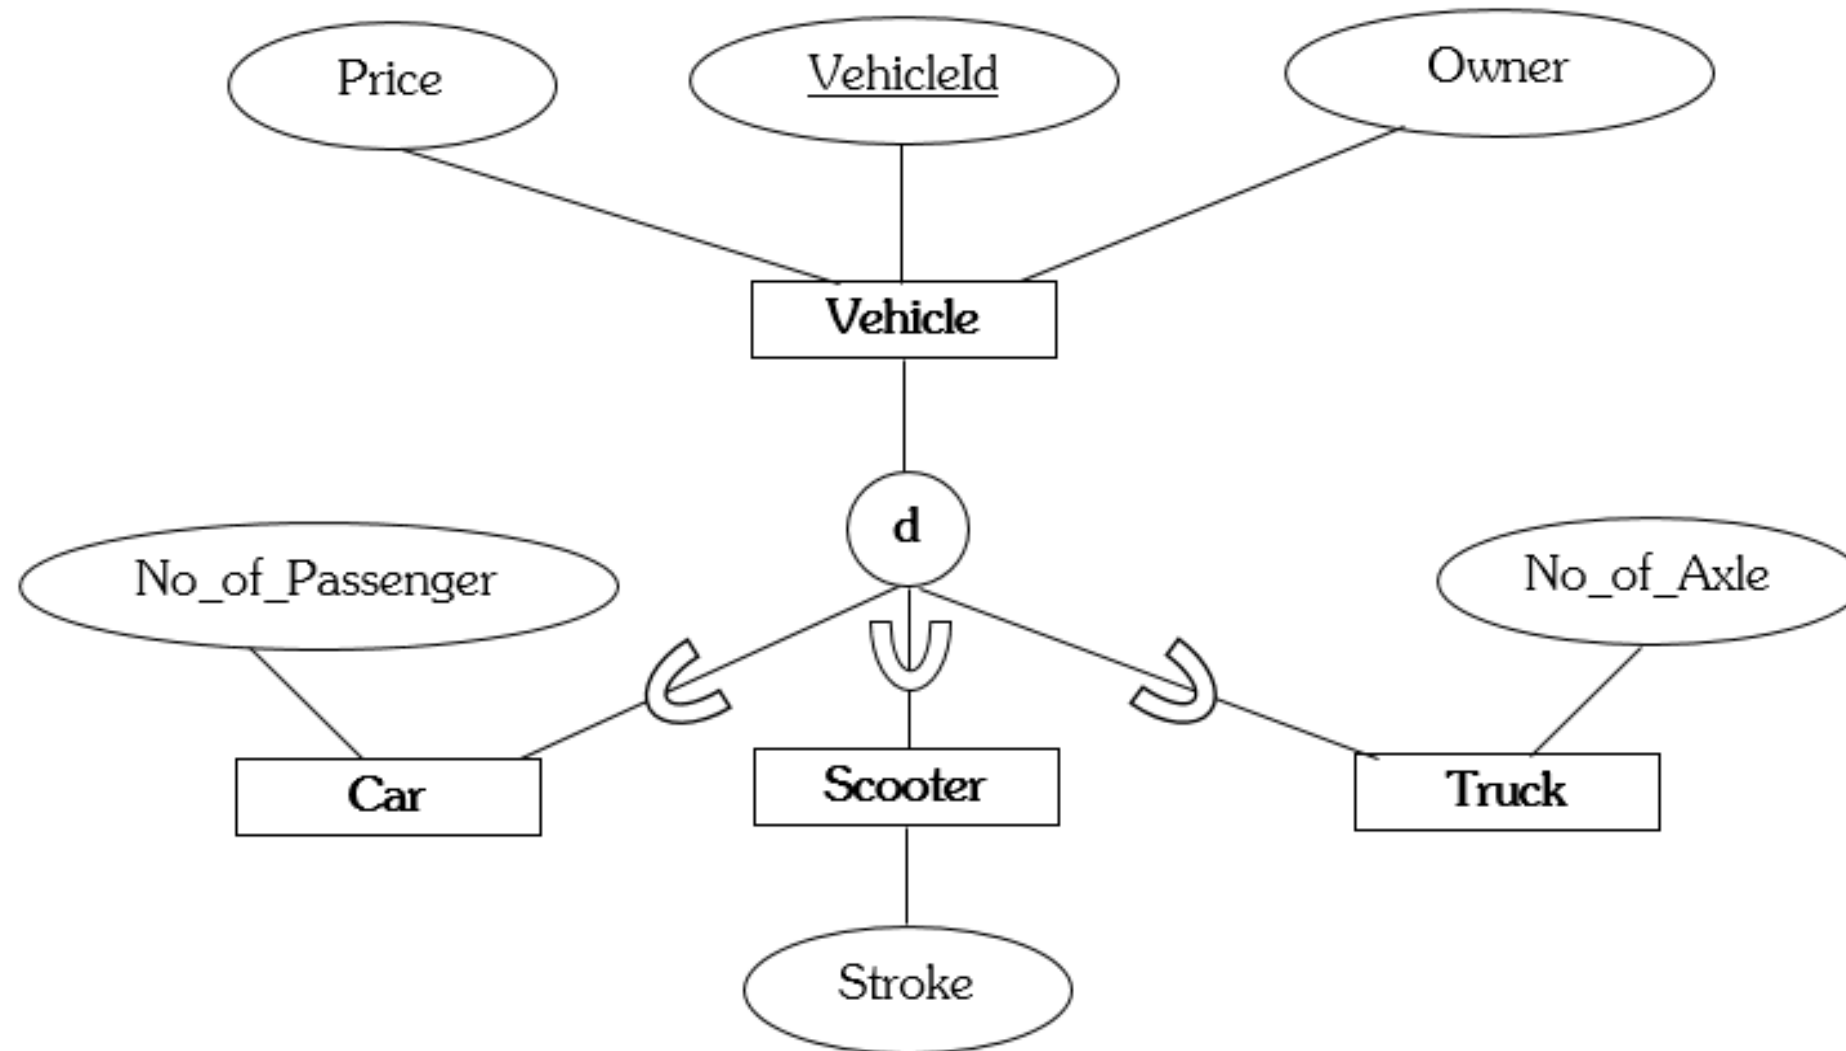 Price
VehicleId
Owner
Vehicle
d
No_of_Passenger
No_of_Axle
Car
Scooter
Truck
Stroke